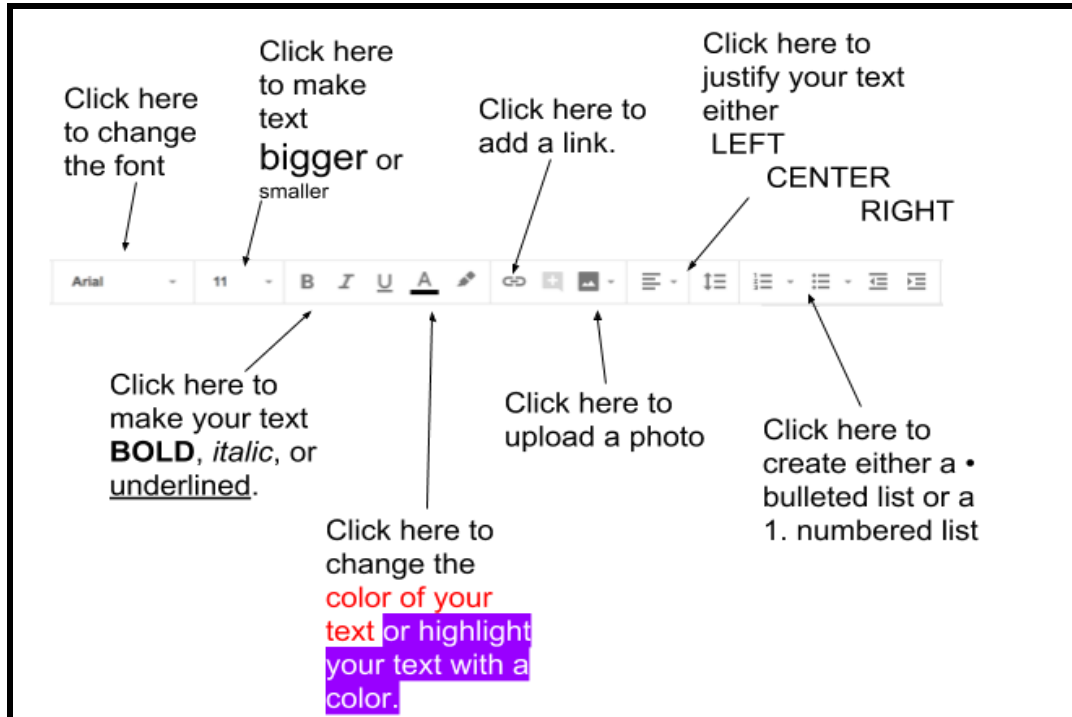 Click here
to change
the font
Click here
to make
text
bigger or
smaller
Click here to
add a link.
Click here to
justify your text
either
LEFT
CENTER
RIGHT
Arial 11 B I U A
Click here to
make your text
BOLD, italic, or
underlined.
Click here to
change the
color of your
text or highlight
your text with a
color.
Click here to
upload a photo
Click here to
create either a •
bulleted list or a
1. numbered list